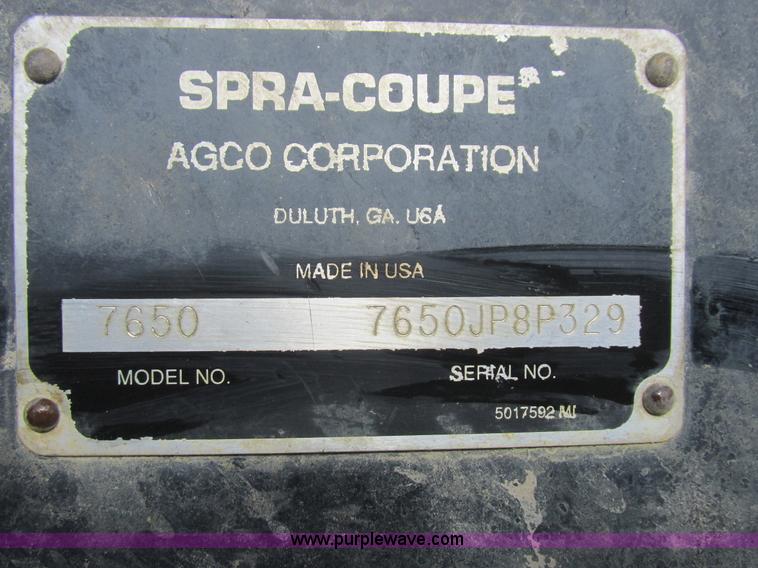 SPRA-COUPE
AGCO CORPORATION
DULUTH, GA. USA
MADE IN USA
7650 7650JP8P329
MODEL NO. SERIAL NO.
5017592 MI
www.purplewave.com